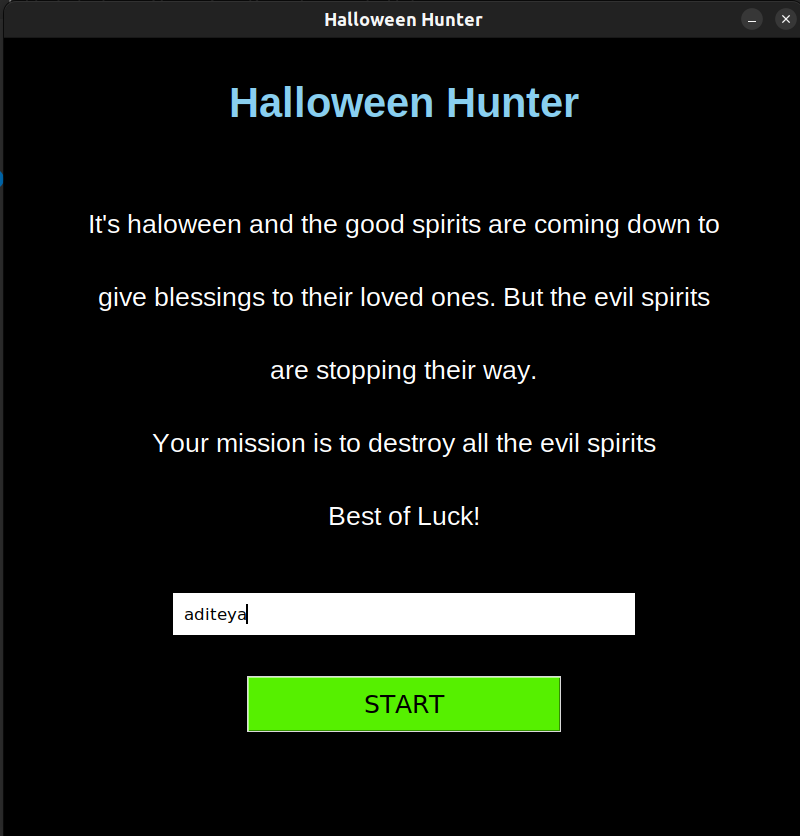 Halloween Hunter
Halloween Hunter
It's haloween and the good spirits are coming down to
give blessings to their loved ones. But the evil spirits
are stopping their way.
Your mission is to destroy all the evil spirits
Best of Luck!
aditeya
START